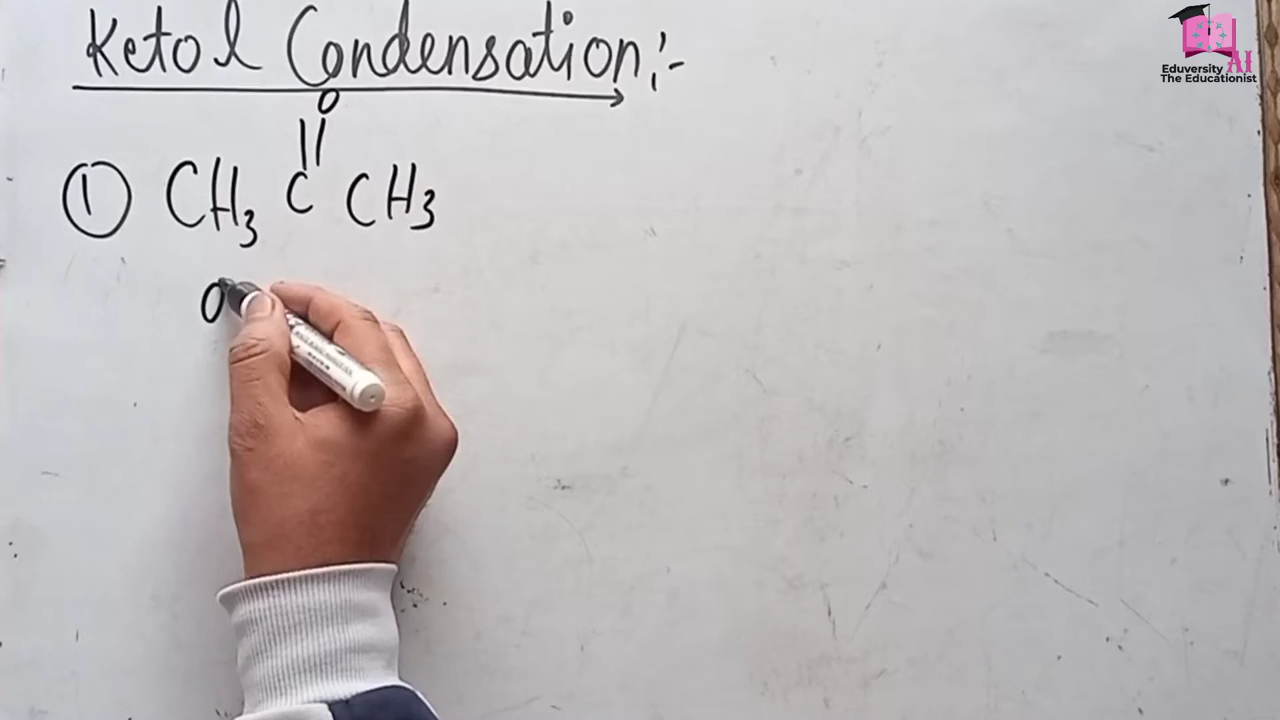 Ketol Condensation:-
O
||
① CH3 C CH3
O
Eduversity AI
The Educationist